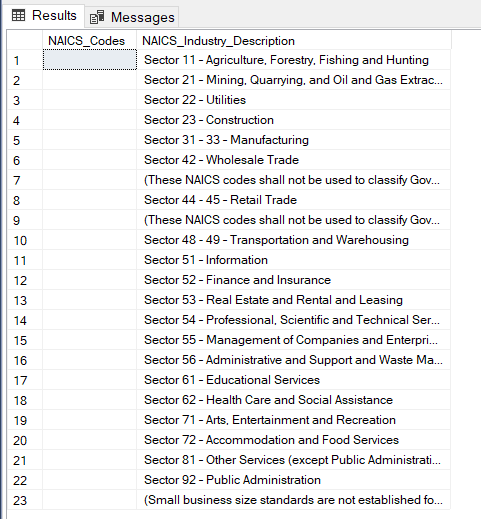 Results Messages
NAICS_Codes NAICS_Industry_Description
1 Sector 11 - Agriculture, Forestry, Fishing and Hunting
2 Sector 21 - Mining, Quarrying, and Oil and Gas Extrac...
3 Sector 22 - Utilities
4 Sector 23 - Construction
5 Sector 31 - 33 - Manufacturing
6 Sector 42 - Wholesale Trade
7 (These NAICS codes shall not be used to classify Gov...
8 Sector 44 - 45 - Retail Trade
9 (These NAICS codes shall not be used to classify Gov...
10 Sector 48 - 49 - Transportation and Warehousing
11 Sector 51 - Information
12 Sector 52 - Finance and Insurance
13 Sector 53 - Real Estate and Rental and Leasing
14 Sector 54 - Professional, Scientific and Technical Ser...
15 Sector 55 - Management of Companies and Enterpri...
16 Sector 56 - Administrative and Support and Waste Ma...
17 Sector 61 - Educational Services
18 Sector 62 - Health Care and Social Assistance
19 Sector 71 - Arts, Entertainment and Recreation
20 Sector 72 - Accommodation and Food Services
21 Sector 81 - Other Services (except Public Administrati...
22 Sector 92 - Public Administration
23 (Small business size standards are not established fo...